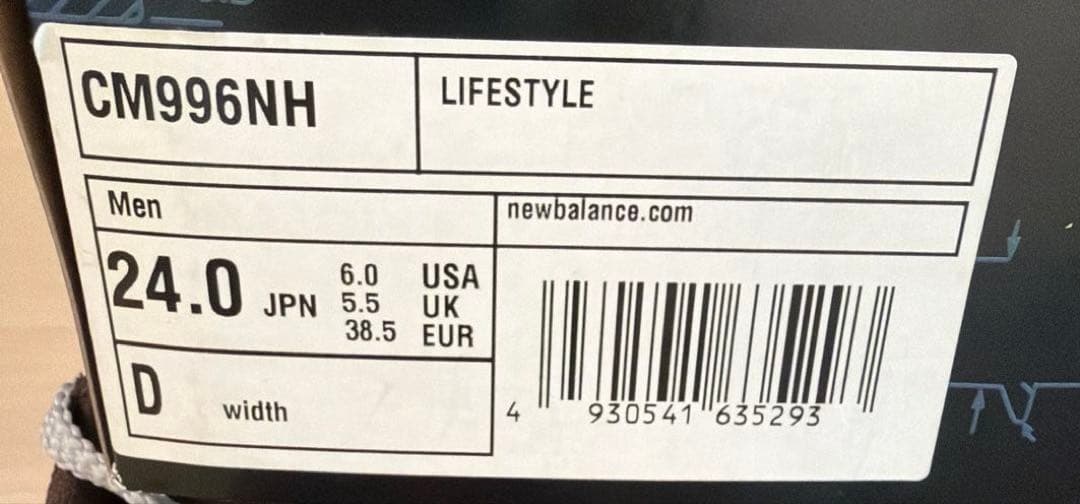 CM996NH
LIFESTYLE
Men
newbalance.com
24.0 JPN
6.0 USA
5.5 UK
38.5 EUR
D width
4 930541 635293